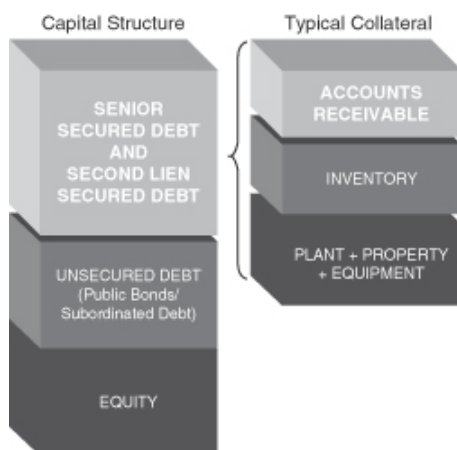 Capital Structure
SENIOR
SECURED DEBT
AND
SECOND LIEN
SECURED DEBT
UNSECURED DEBT
(Public Bonds/
Subordinated Debt)
EQUITY
Typical Collateral
ACCOUNTS
RECEIVABLE
INVENTORY
PLANT + PROPERTY
+ EQUIPMENT